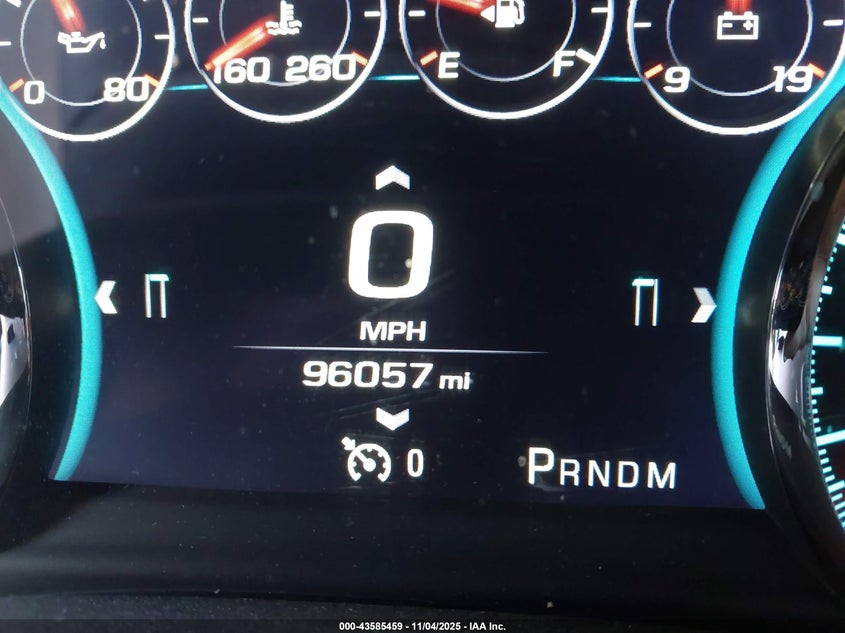 0 80
160 260
E F
9 19
0
MPH
96057 mi
0
PRNDM
000-43585459 - 11/04/2025 - IAA Inc.